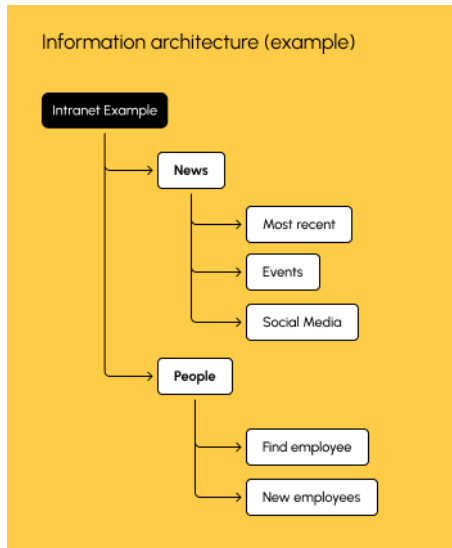 Information architecture (example)
Intranet Example
News
Most recent
Events
Social Media
People
Find employee
New employees